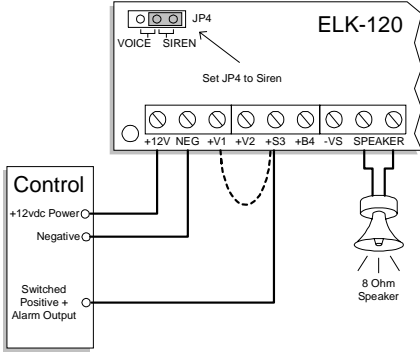 JP4
ELK-120
VOICE SIREN
Set JP4 to Siren
+12V NEG +V1 +V2 +S3 +B4 -VS SPEAKER
Control
+12vdc Power
Negative
Switched
Positive +
Alarm Output
8 Ohm
Speaker